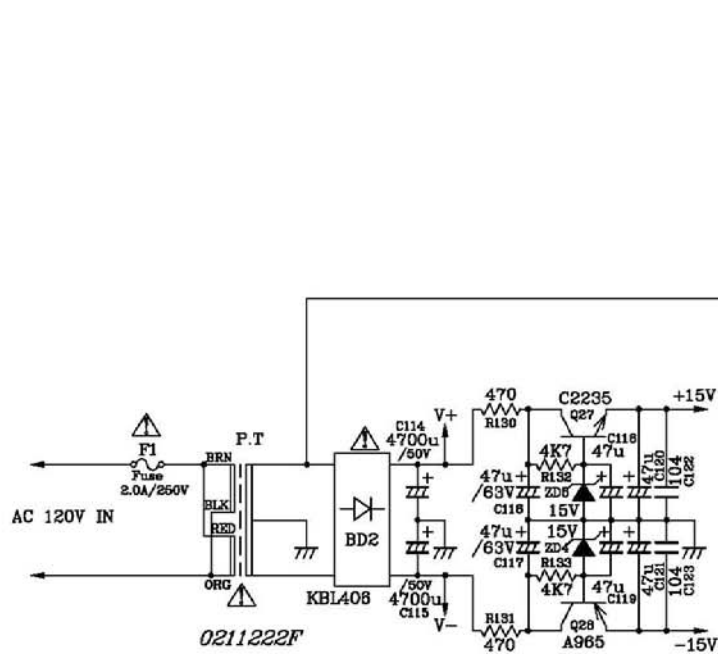 470
C2235
+15V
R130
Q27
V+
C114
4700u
/50V
C118
47u
4K7
R132
47u
/63V
C116
ZD5
15V
47u
C120
104
C122
P.T
F1
Fuse
2.0A/250V
BRN
BLK
RED
ORG
AC 120V IN
BD2
KBL406
15V
ZD4
47u
/63V
C117
R133
4K7
47u
C119
47u
C121
104
C123
/50V
4700u
C115
V-
R131
470
Q28
A965
-15V
0211222F